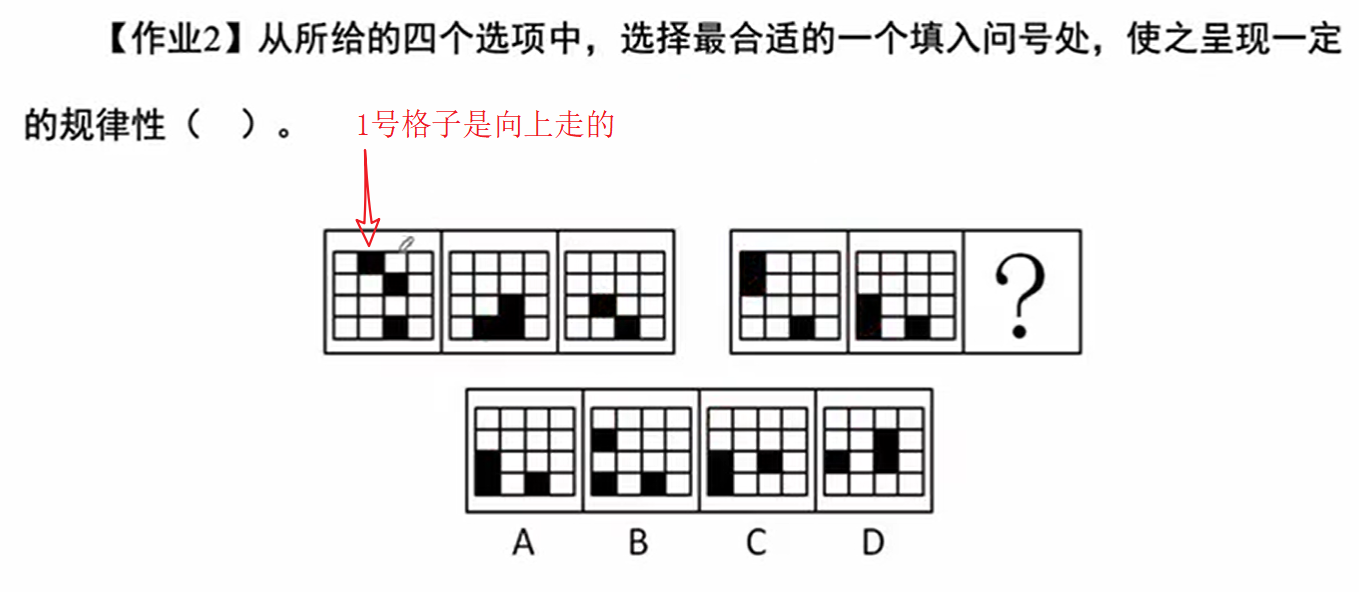 【作业2】从所给的四个选项中，选择最合适的一个填入问号处，使之呈现一定
的规律性（　）。
1号格子是向上走的
?
A
B
C
D